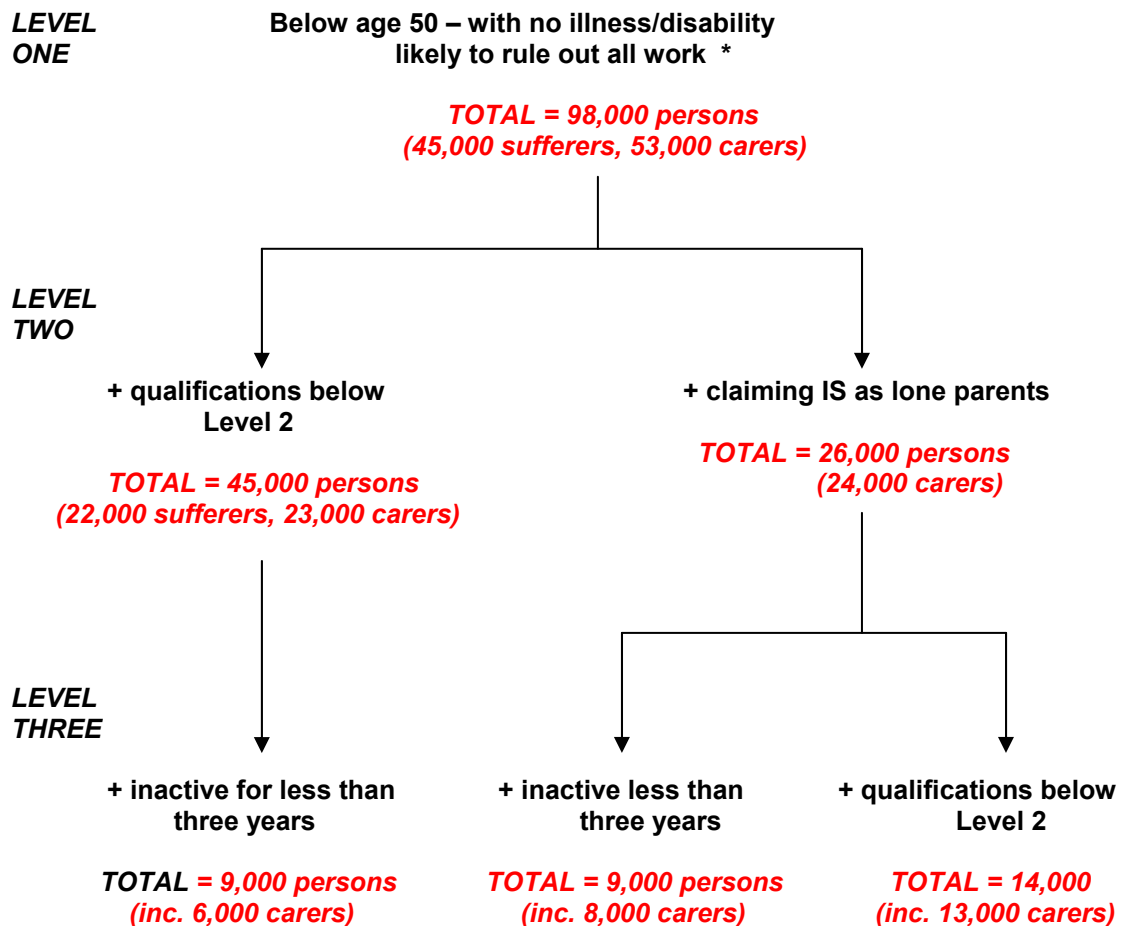 LEVEL
ONE
Below age 50 – with no illness/disability
likely to rule out all work *
TOTAL = 98,000 persons
(45,000 sufferers, 53,000 carers)
LEVEL
TWO
+ qualifications below
Level 2
TOTAL = 45,000 persons
(22,000 sufferers, 23,000 carers)
+ claiming IS as lone parents
TOTAL = 26,000 persons
(24,000 carers)
LEVEL
THREE
+ inactive for less than
three years
TOTAL = 9,000 persons
(inc. 6,000 carers)
+ inactive less than
three years
TOTAL = 9,000 persons
(inc. 8,000 carers)
+ qualifications below
Level 2
TOTAL = 14,000
(inc. 13,000 carers)